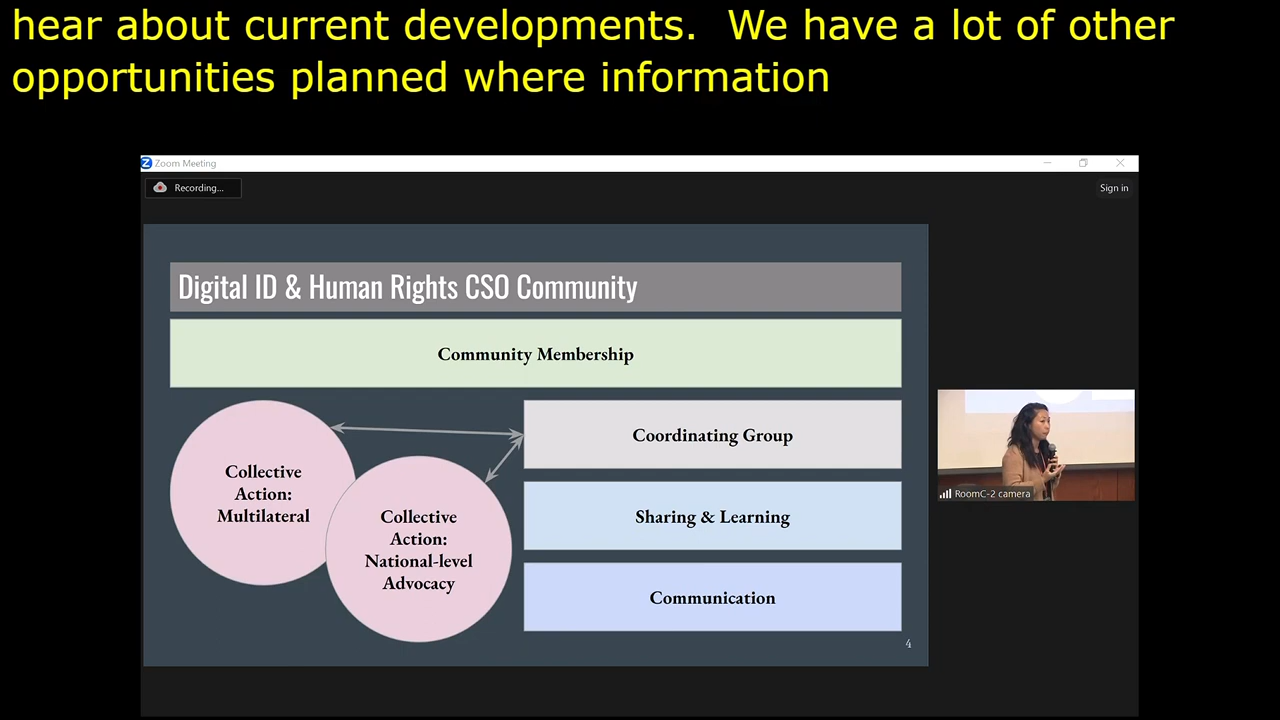 hear about current developments.  We have a lot of other
opportunities planned where information
Zoom Meeting
Recording...
Sign in
Digital ID & Human Rights CSO Community
Community Membership
Collective
Action:
Multilateral
Collective
Action:
National-level
Advocacy
Coordinating Group
Sharing & Learning
Communication
4
RoomC-2 camera